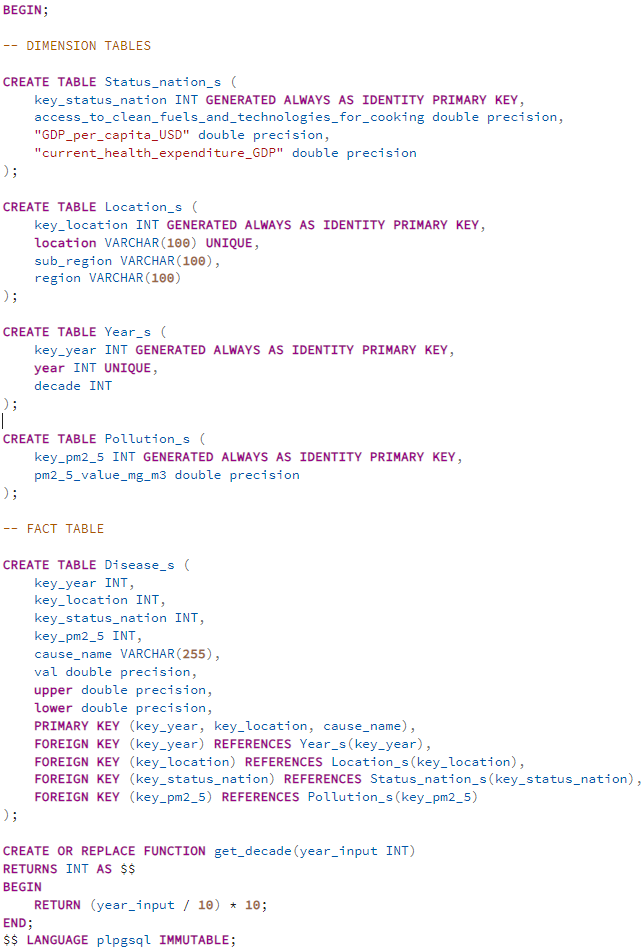 BEGIN;
-- DIMENSION TABLES
CREATE TABLE Status_nation_s (
    key_status_nation INT GENERATED ALWAYS AS IDENTITY PRIMARY KEY,
    access_to_clean_fuels_and_technologies_for_cooking double precision,
    "GDP_per_capita_USD" double precision,
    "current_health_expenditure_GDP" double precision
);
CREATE TABLE Location_s (
    key_location INT GENERATED ALWAYS AS IDENTITY PRIMARY KEY,
    location VARCHAR(100) UNIQUE,
    sub_region VARCHAR(100),
    region VARCHAR(100)
);
CREATE TABLE Year_s (
    key_year INT GENERATED ALWAYS AS IDENTITY PRIMARY KEY,
    year INT UNIQUE,
    decade INT
);
CREATE TABLE Pollution_s (
    key_pm2_5 INT GENERATED ALWAYS AS IDENTITY PRIMARY KEY,
    pm2_5_value_mg_m3 double precision
);
-- FACT TABLE
CREATE TABLE Disease_s (
    key_year INT,
    key_location INT,
    key_status_nation INT,
    key_pm2_5 INT,
    cause_name VARCHAR(255),
    val double precision,
    upper double precision,
    lower double precision,
    PRIMARY KEY (key_year, key_location, cause_name),
    FOREIGN KEY (key_year) REFERENCES Year_s(key_year),
    FOREIGN KEY (key_location) REFERENCES Location_s(key_location),
    FOREIGN KEY (key_status_nation) REFERENCES Status_nation_s(key_status_nation),
    FOREIGN KEY (key_pm2_5) REFERENCES Pollution_s(key_pm2_5)
);
CREATE OR REPLACE FUNCTION get_decade(year_input INT)
RETURNS INT AS $$
BEGIN
    RETURN (year_input / 10) * 10;
END;
$$ LANGUAGE plpgsql IMMUTABLE;